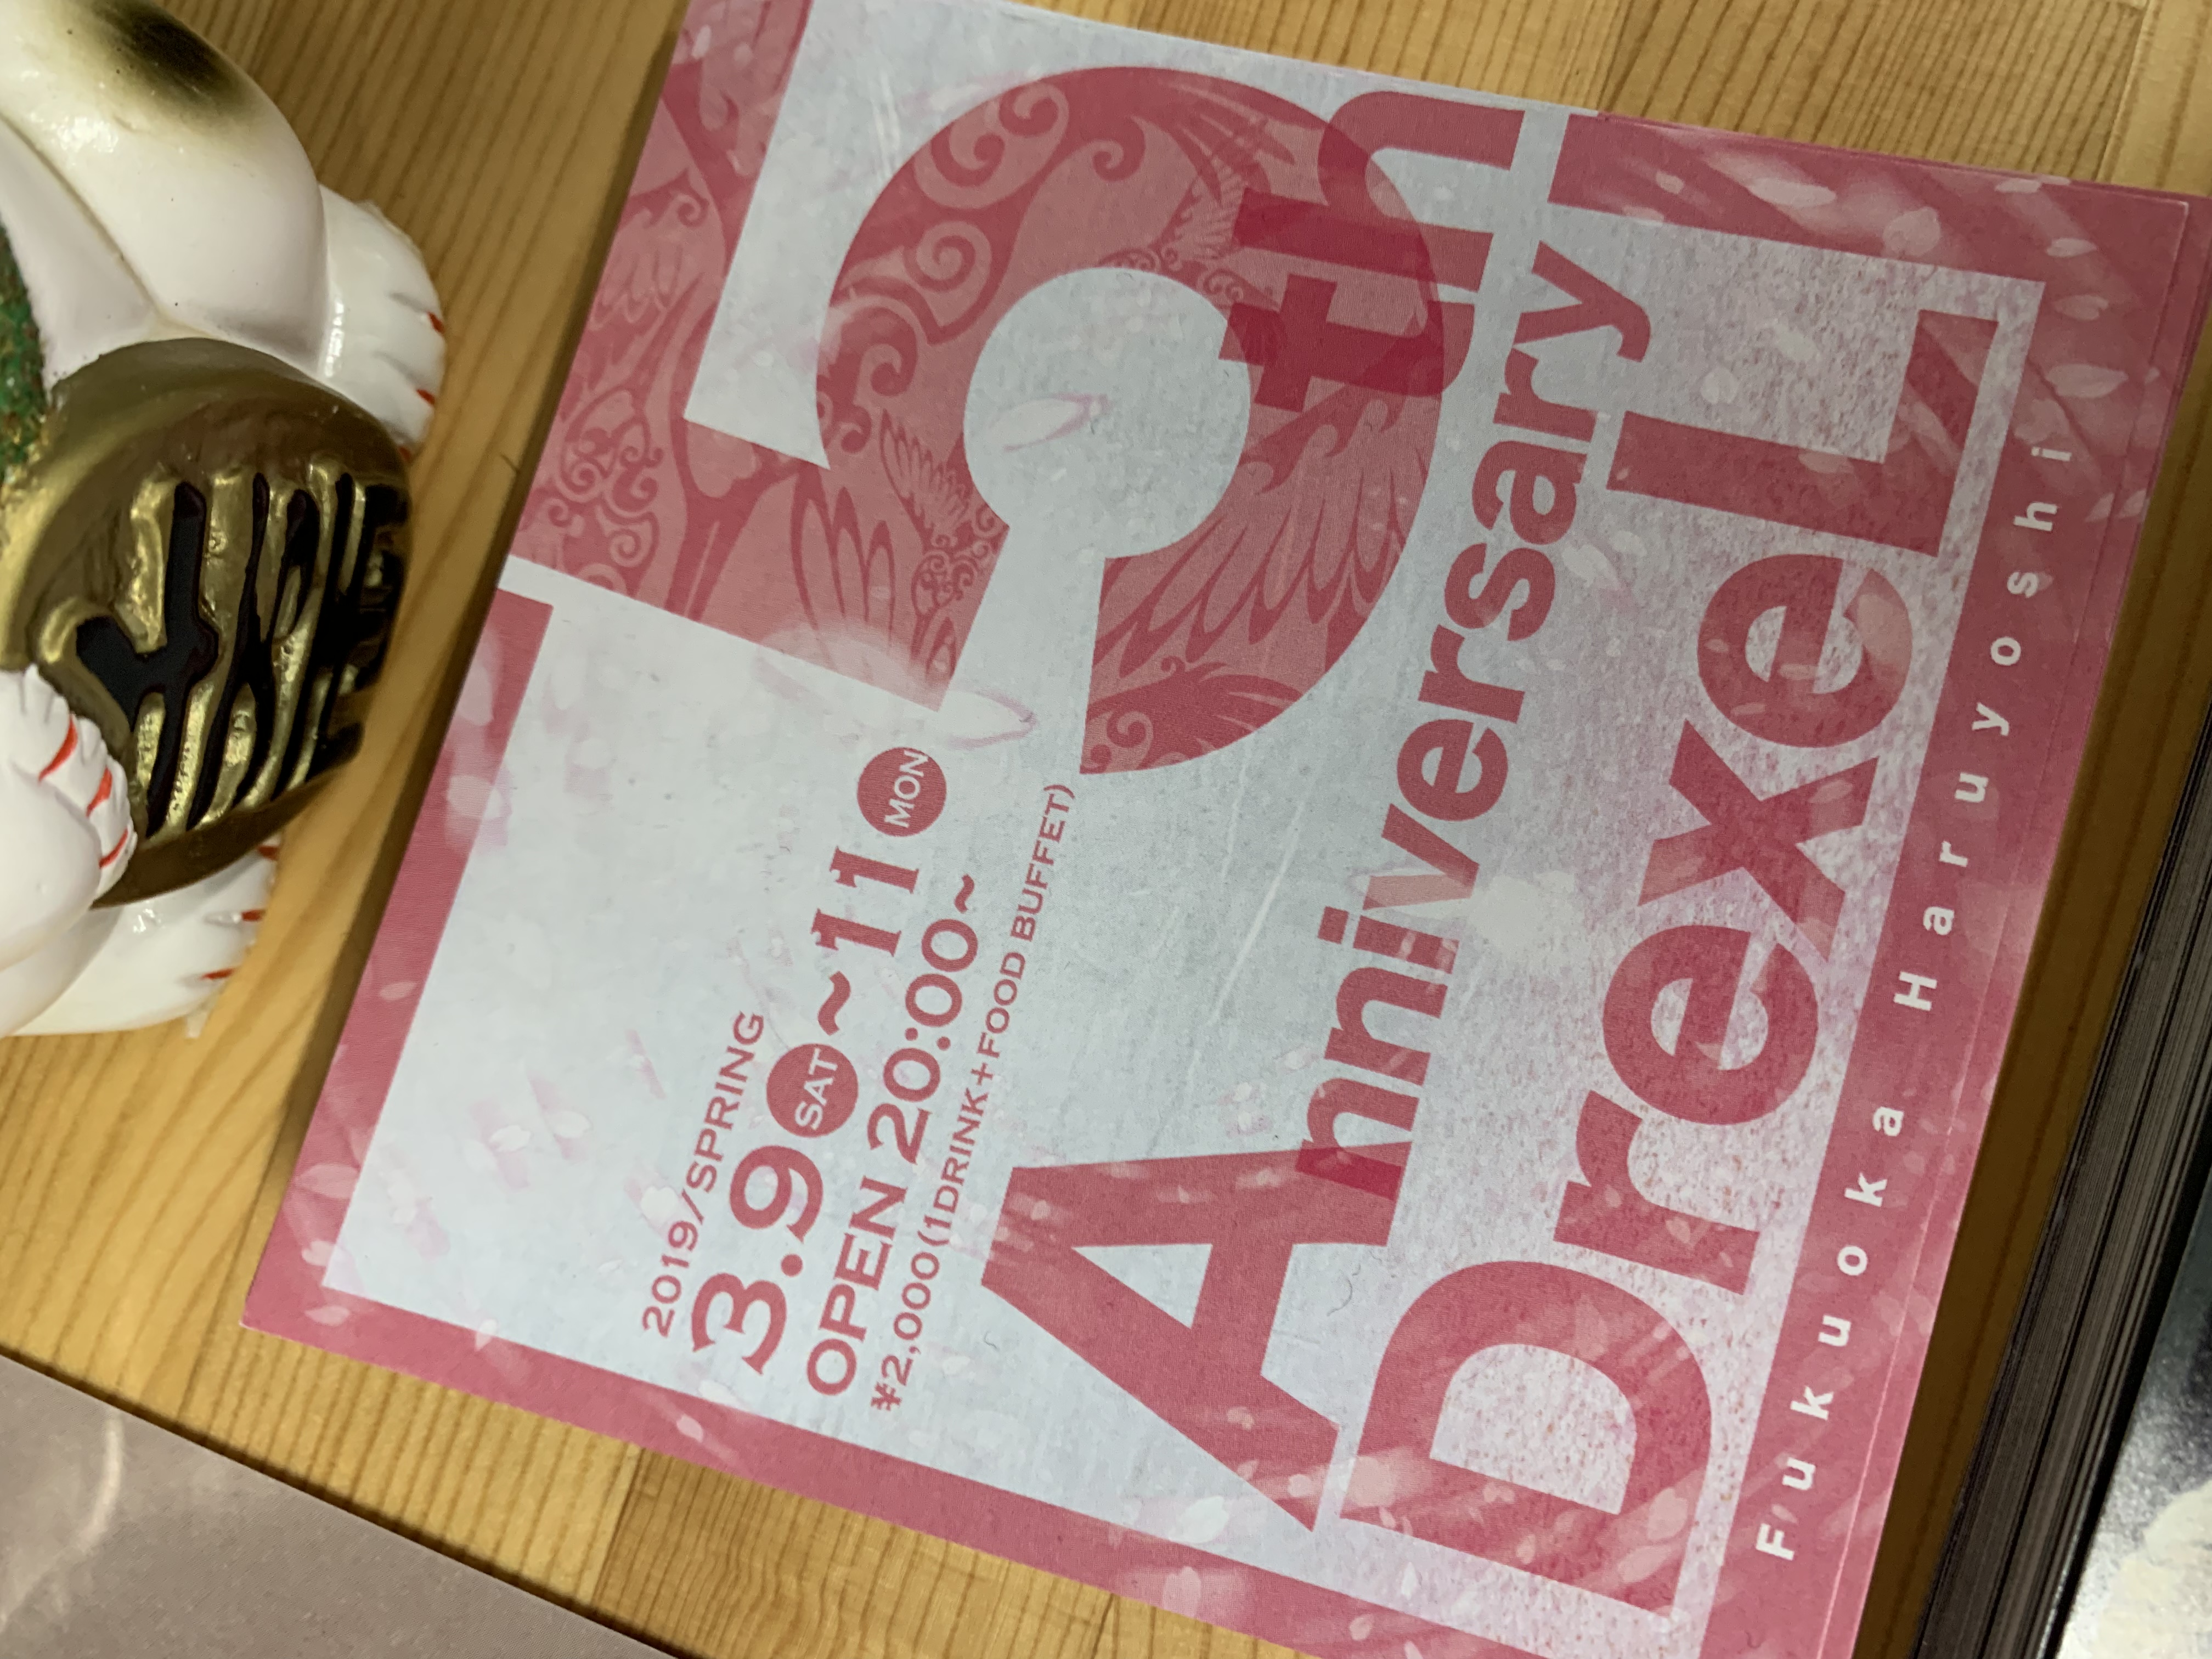 2019/SPRING
3.9 SAT ~ 11 MON
OPEN 20:00~
¥2,000(1DRINK+FOOD BUFFET)
5th
Anniversary
DrexeL
Fukuoka Haruyoshi